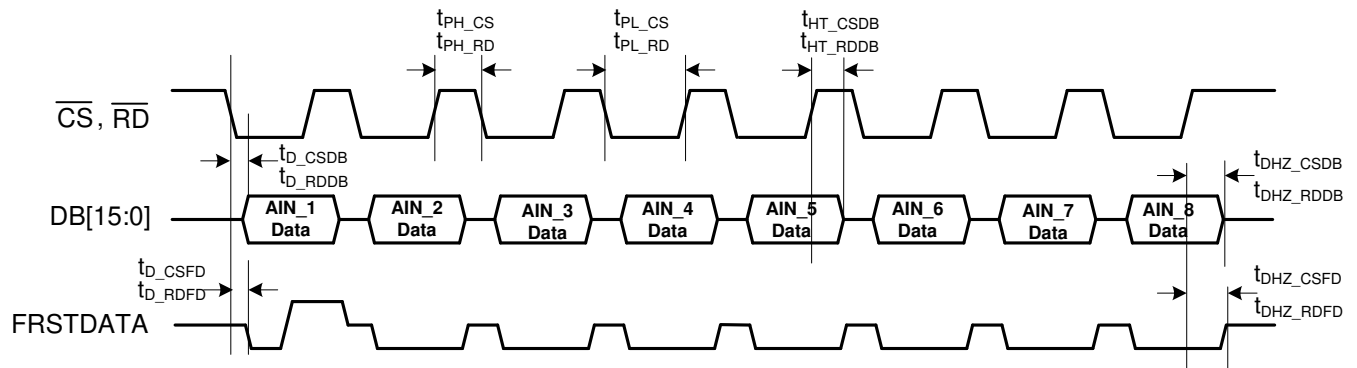 tPH_CS
tPH_RD
tPL_CS
tPL_RD
tHT_CSDB
tHT_RDDB
CS, RD
tD_CSDB
tD_RDDB
tDHZ_CSDB
tDHZ_RDDB
DB[15:0]
AIN_1
Data
AIN_2
Data
AIN_3
Data
AIN_4
Data
AIN_5
Data
AIN_6
Data
AIN_7
Data
AIN_8
Data
tD_CSFD
tD_RDFD
tDHZ_CSFD
tDHZ_RDFD
FRSTDATA